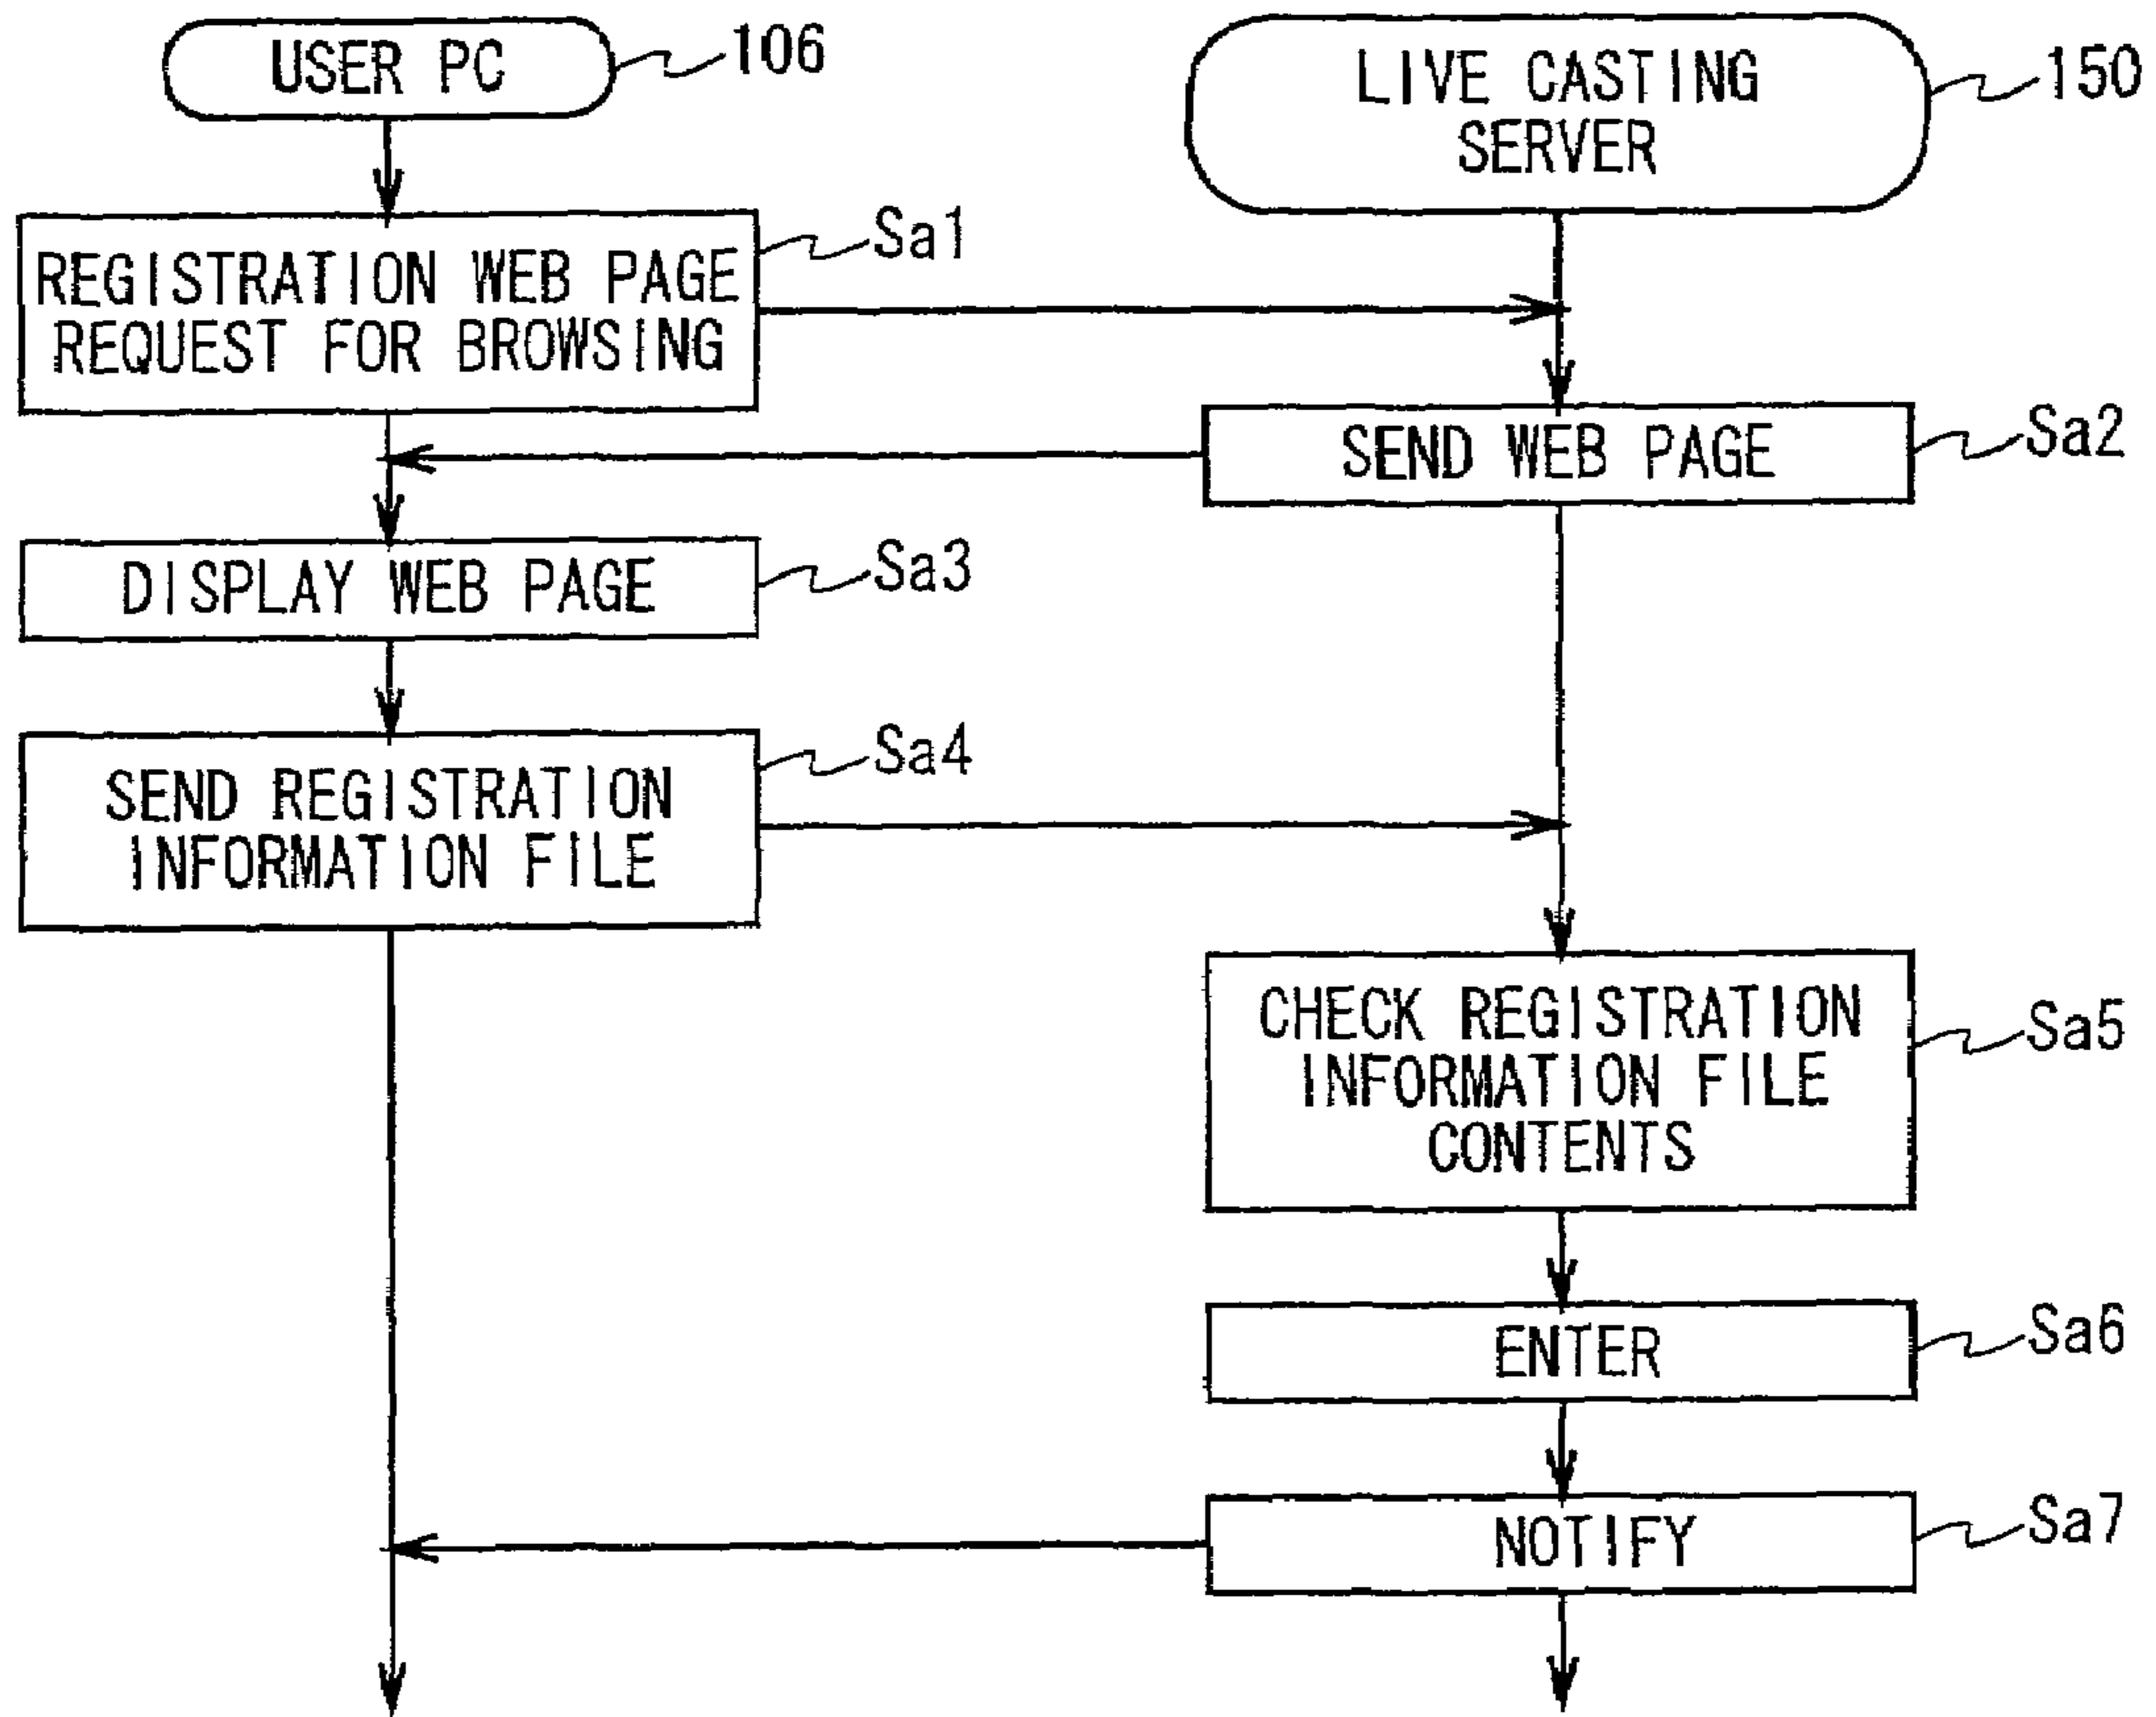 USER PC
106
LIVE CASTING
SERVER
150
REGISTRATION WEB PAGE
REQUEST FOR BROWSING
Sa1
SEND WEB PAGE
Sa2
DISPLAY WEB PAGE
Sa3
SEND REGISTRATION
INFORMATION FILE
Sa4
CHECK REGISTRATION
INFORMATION FILE
CONTENTS
Sa5
ENTER
Sa6
NOTIFY
Sa7